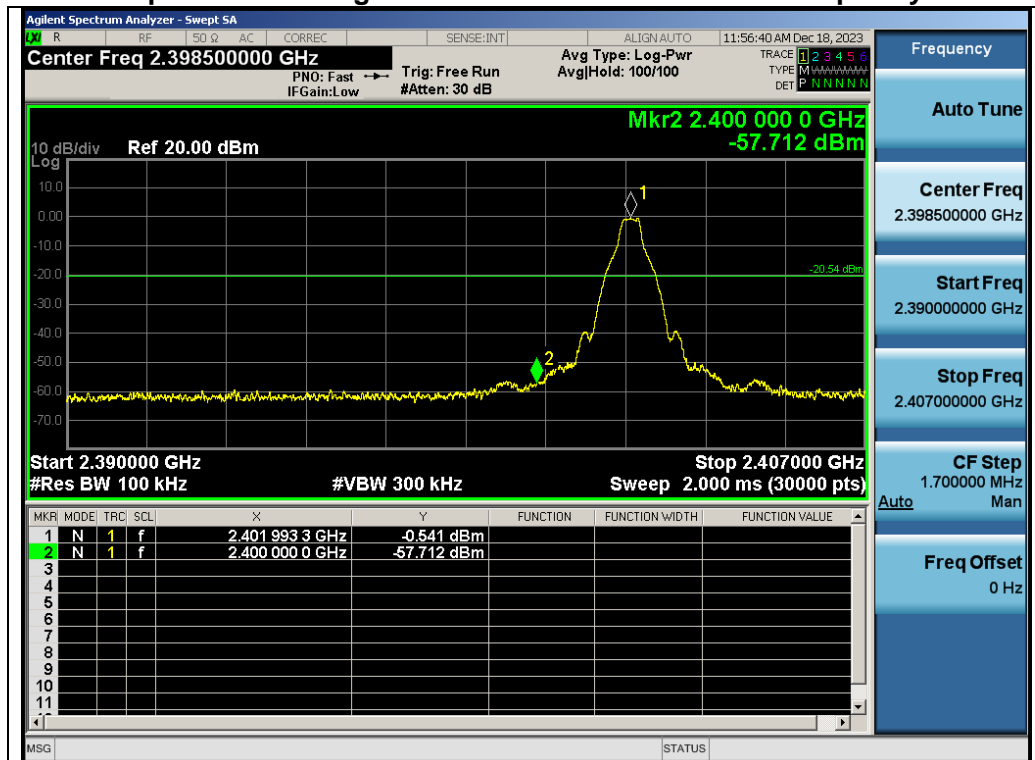 Agilent Spectrum Analyzer - Swept SA
LXI R RF 50 Ω AC CORREC SENSE:INT ALIGN AUTO 11:56:40 AM Dec 18, 2023
Center Freq 2.398500000 GHz
PNO: Fast
IFGain:Low
Trig: Free Run
#Atten: 30 dB
Avg Type: Log-Pwr
Avg|Hold: 100/100
TRACE 1 2 3 4 5 6
TYPE M WWWWW
DET P N N N N N
Mkr2 2.400 000 0 GHz
-57.712 dBm
10 dB/div Ref 20.00 dBm
Log
10.0
0.00
-10.0
-20.0
-30.0
-40.0
-50.0
-60.0
-70.0
1
2
-20.54 dBm
Start 2.390000 GHz Stop 2.407000 GHz
#Res BW 100 kHz #VBW 300 kHz Sweep 2.000 ms (30000 pts)
MKR MODE TRC SCL X Y FUNCTION FUNCTION WIDTH FUNCTION VALUE
1 N 1 f 2.401 993 3 GHz -0.541 dBm
2 N 1 f 2.400 000 0 GHz -57.712 dBm
3
4
5
6
7
8
9
10
11
MSG STATUS
Frequency
Auto Tune
Center Freq
2.398500000 GHz
Start Freq
2.390000000 GHz
Stop Freq
2.407000000 GHz
CF Step
1.700000 MHz
Auto Man
Freq Offset
0 Hz